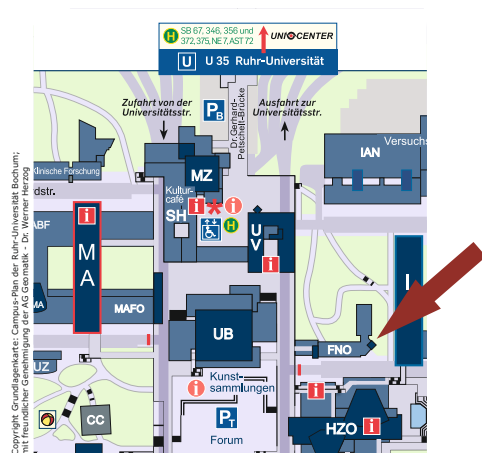 SB 67, 346, 356 und
372, 375, NE 7, AST 72
UNI CENTER
H
U
U 35 Ruhr-Universität
Zufahrt von der
Universitätsstr.
P B
Dr.Gerhard-
Petschelt-Brücke
Ausfahrt zur
Universitätsstr.
IAN
Versuchs
Klinische Forschung
dstr.
MZ
Kultur-
café
SH
i
i
H
U
V
i
i
ABF
M
A
MA
MAFO
I
UB
FNO
UZ
CC
i
Kunst-
sammlungen
P T
Forum
i
HZO
i
Copyright Grundlagenkarte: Campus-Plan der Ruhr-Universität Bochum;
mit freundlicher Genehmigung der AG Geomatik - Dr. Werner Herzog